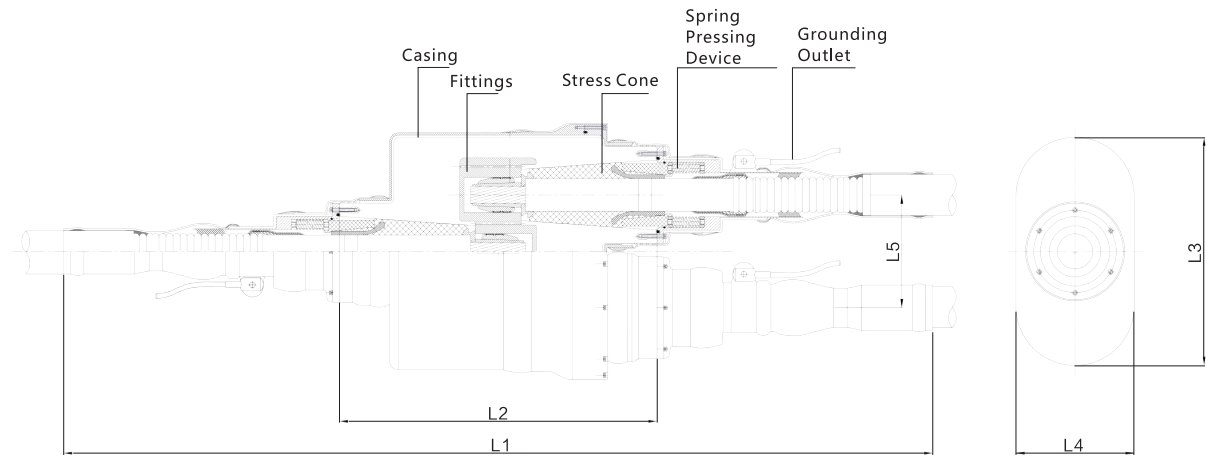 Spring
Pressing
Device
Grounding
Outlet
Casing
Fittings
Stress Cone
L5
L3
L2
L1
L4